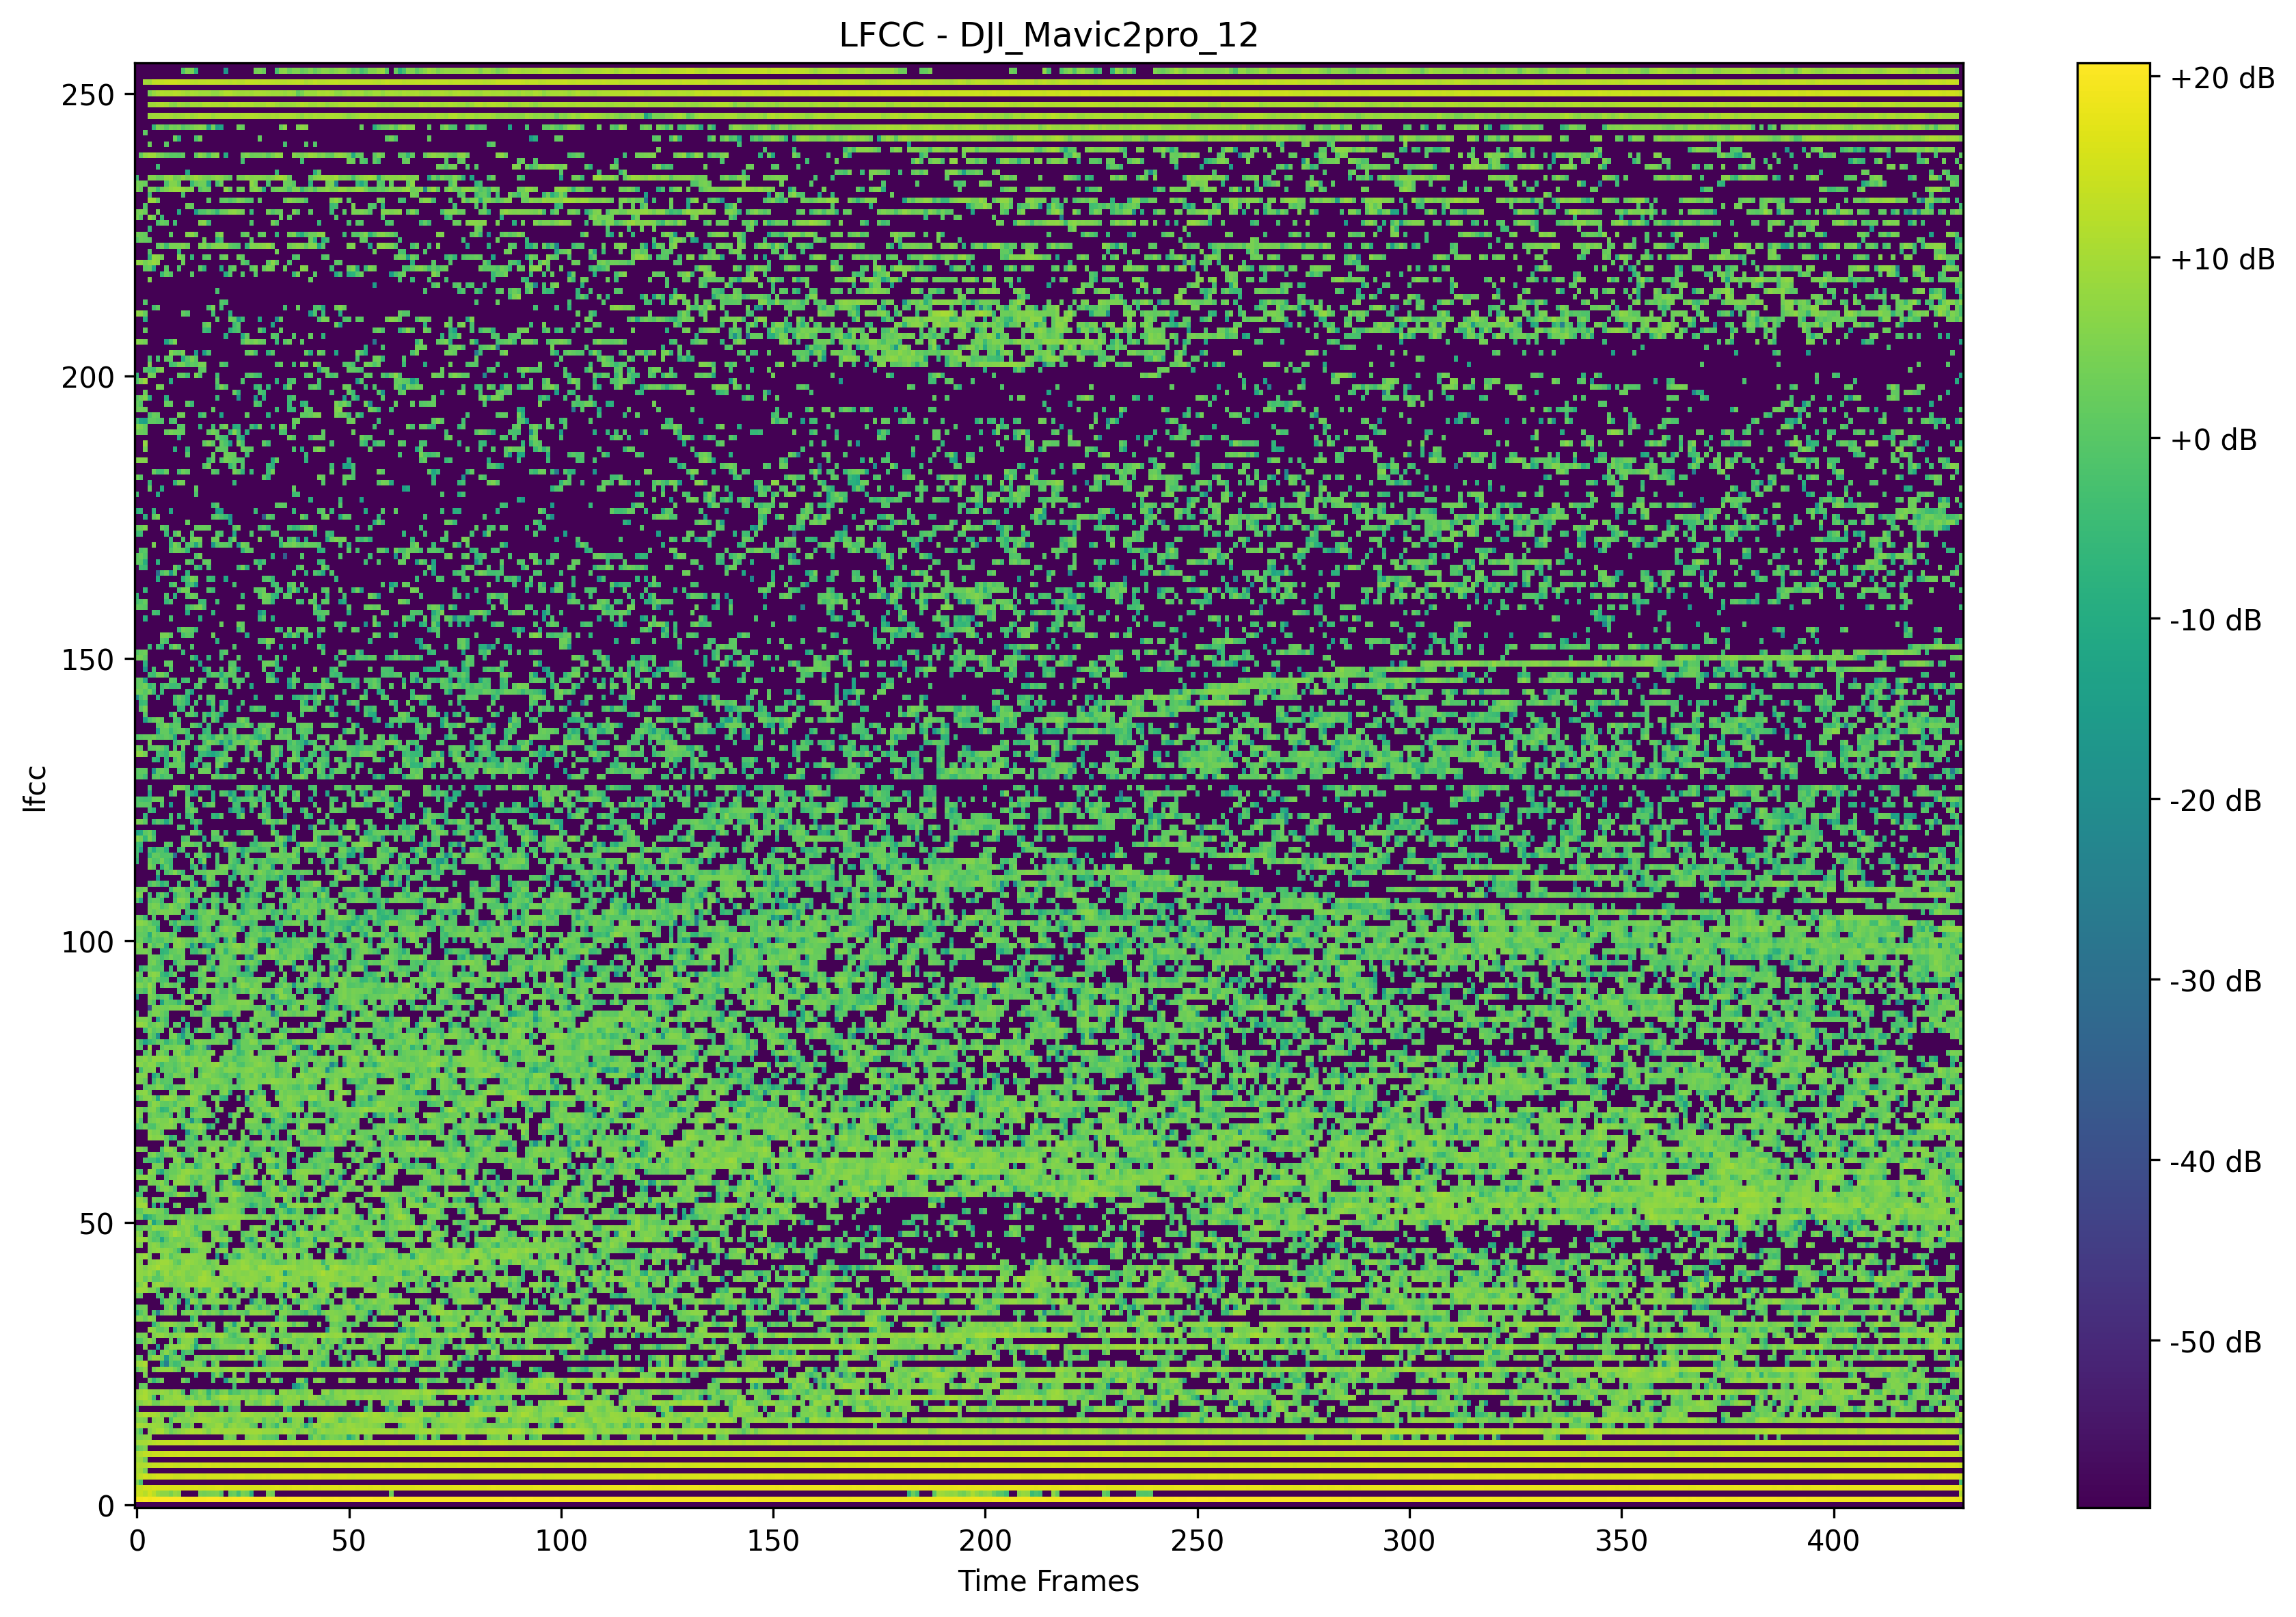 LFCC - DJI_Mavic2pro_12
250
200
150
100
50
0
lfcc
0 50 100 150 200 250 300 350 400
Time Frames
+20 dB
+10 dB
+0 dB
-10 dB
-20 dB
-30 dB
-40 dB
-50 dB